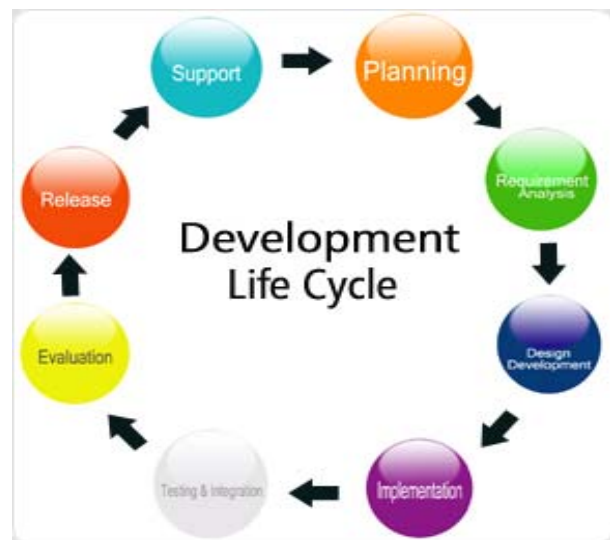 Support
Planning
Requirement
Analysis
Release
Development
Life Cycle
Design
Development
Evaluation
Testing & Integration
Implementation